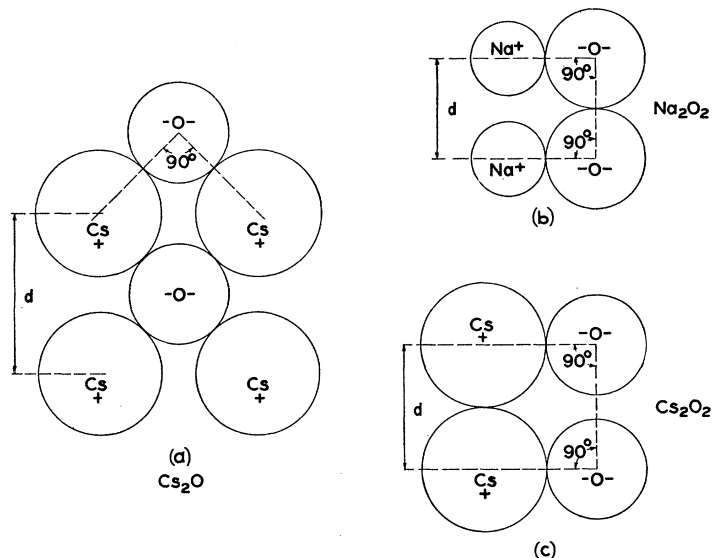 -O-
90°
Cs
+
Cs
+
d
-O-
Cs
+
Cs
+
(a)
Cs₂O
Na+
-O-
90°
d
Na₂O₂
90°
Na+
-O-
(b)
Cs
+
-O-
90°
d
Cs₂O₂
90°
Cs
+
-O-
(c)